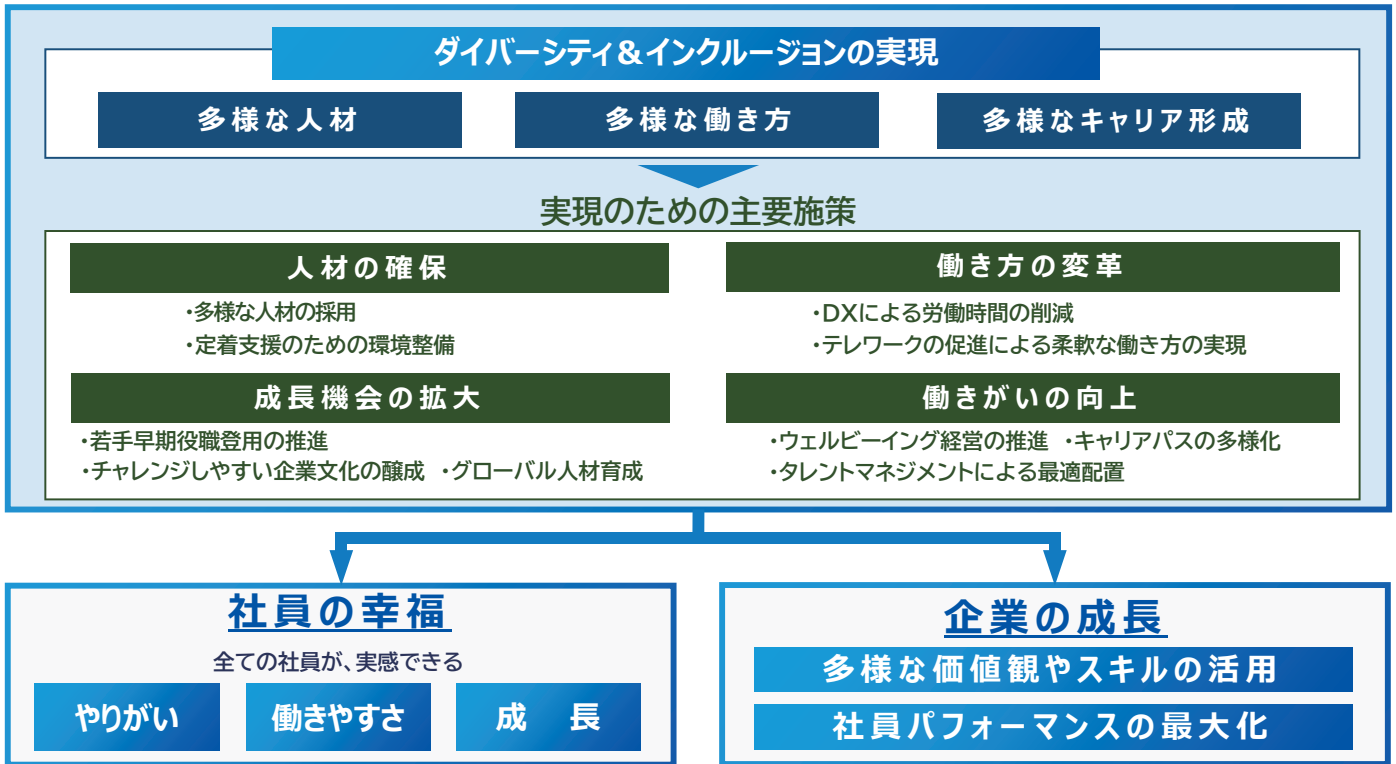 ダイバーシティ&インクルージョンの実現
多様な人材
多様な働き方
多様なキャリア形成
実現のための主要施策
人材の確保
・多様な人材の採用
・定着支援のための環境整備
働き方の変革
・DXによる労働時間の削減
・テレワークの促進による柔軟な働き方の実現
成長機会の拡大
・若手早期役職登用の推進
・チャレンジしやすい企業文化の醸成 ・グローバル人材育成
働きがいの向上
・ウェルビーイング経営の推進 ・キャリアパスの多様化
・タレントマネジメントによる最適配置
社員の幸福
全ての社員が、実感できる
やりがい
働きやすさ
成 長
企業の成長
多様な価値観やスキルの活用
社員パフォーマンスの最大化